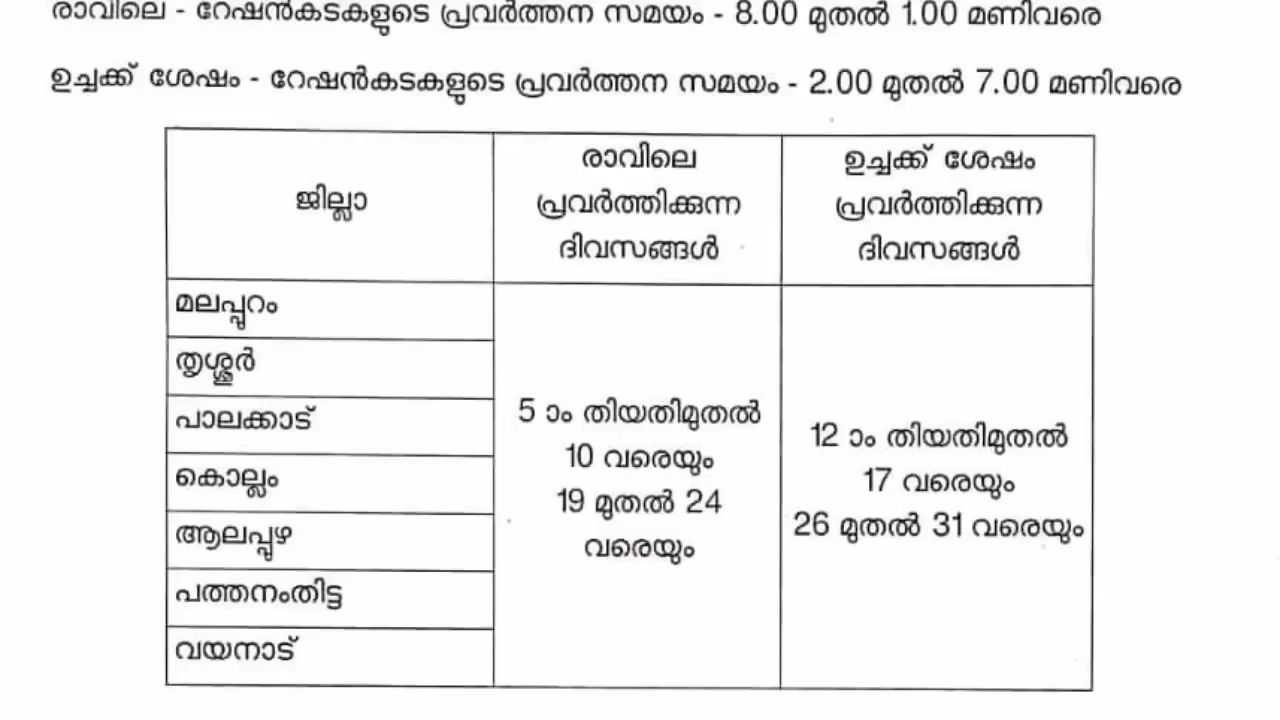 രാവിലെ - റേഷൻകടകളുടെ പ്രവർത്തന സമയം - 8.00 മുതൽ 1.00 മണിവരെ
ഉച്ചക്ക് ശേഷം - റേഷൻകടകളുടെ പ്രവർത്തന സമയം - 2.00 മുതൽ 7.00 മണിവരെ
ജില്ലാ
രാവിലെ
പ്രവർത്തിക്കുന്ന
ദിവസങ്ങൾ
ഉച്ചക്ക് ശേഷം
പ്രവർത്തിക്കുന്ന
ദിവസങ്ങൾ
മലപ്പുറം
തൃശ്ശൂർ
പാലക്കാട്
കൊല്ലം
ആലപ്പുഴ
പത്തനംതിട്ട
വയനാട്
5 ാം തിയതിമുതൽ
10 വരെയും
19 മുതൽ 24
വരെയും
12 ാം തിയതിമുതൽ
17 വരെയും
26 മുതൽ 31 വരെയും